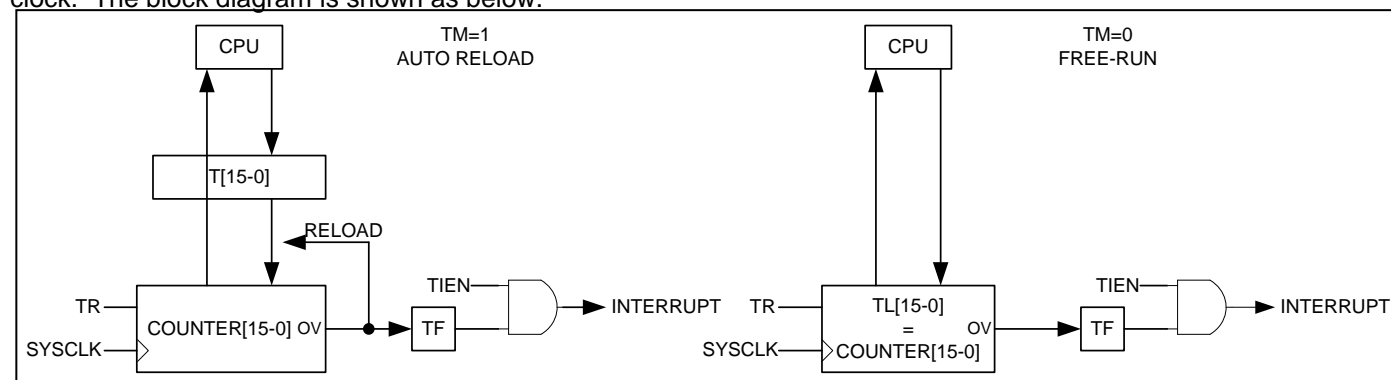 clock. The block diagram is shown as below.
CPU
TM=1
AUTO RELOAD
T[15-0]
RELOAD
TR
SYSCLK
COUNTER[15-0]
OV
TF
TIEN
INTERRUPT
CPU
TM=0
FREE-RUN
TR
SYSCLK
TL[15-0]
=
COUNTER[15-0]
OV
TF
TIEN
INTERRUPT